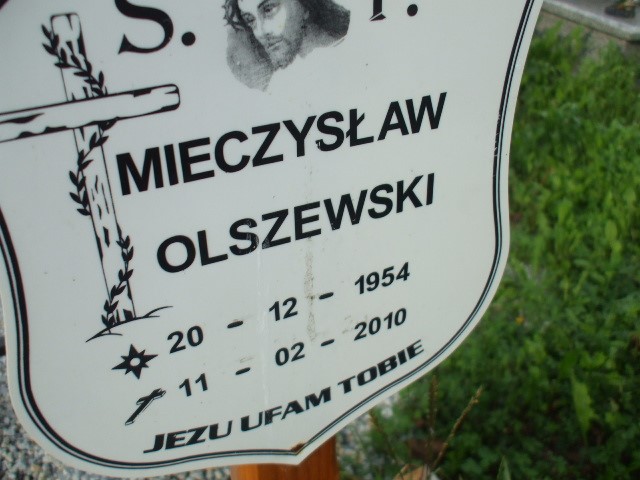 S. P.
MIECZYSŁAW
OLSZEWSKI
20 - 12 - 1954
11 - 02 - 2010
JEZU UFAM TOBIE